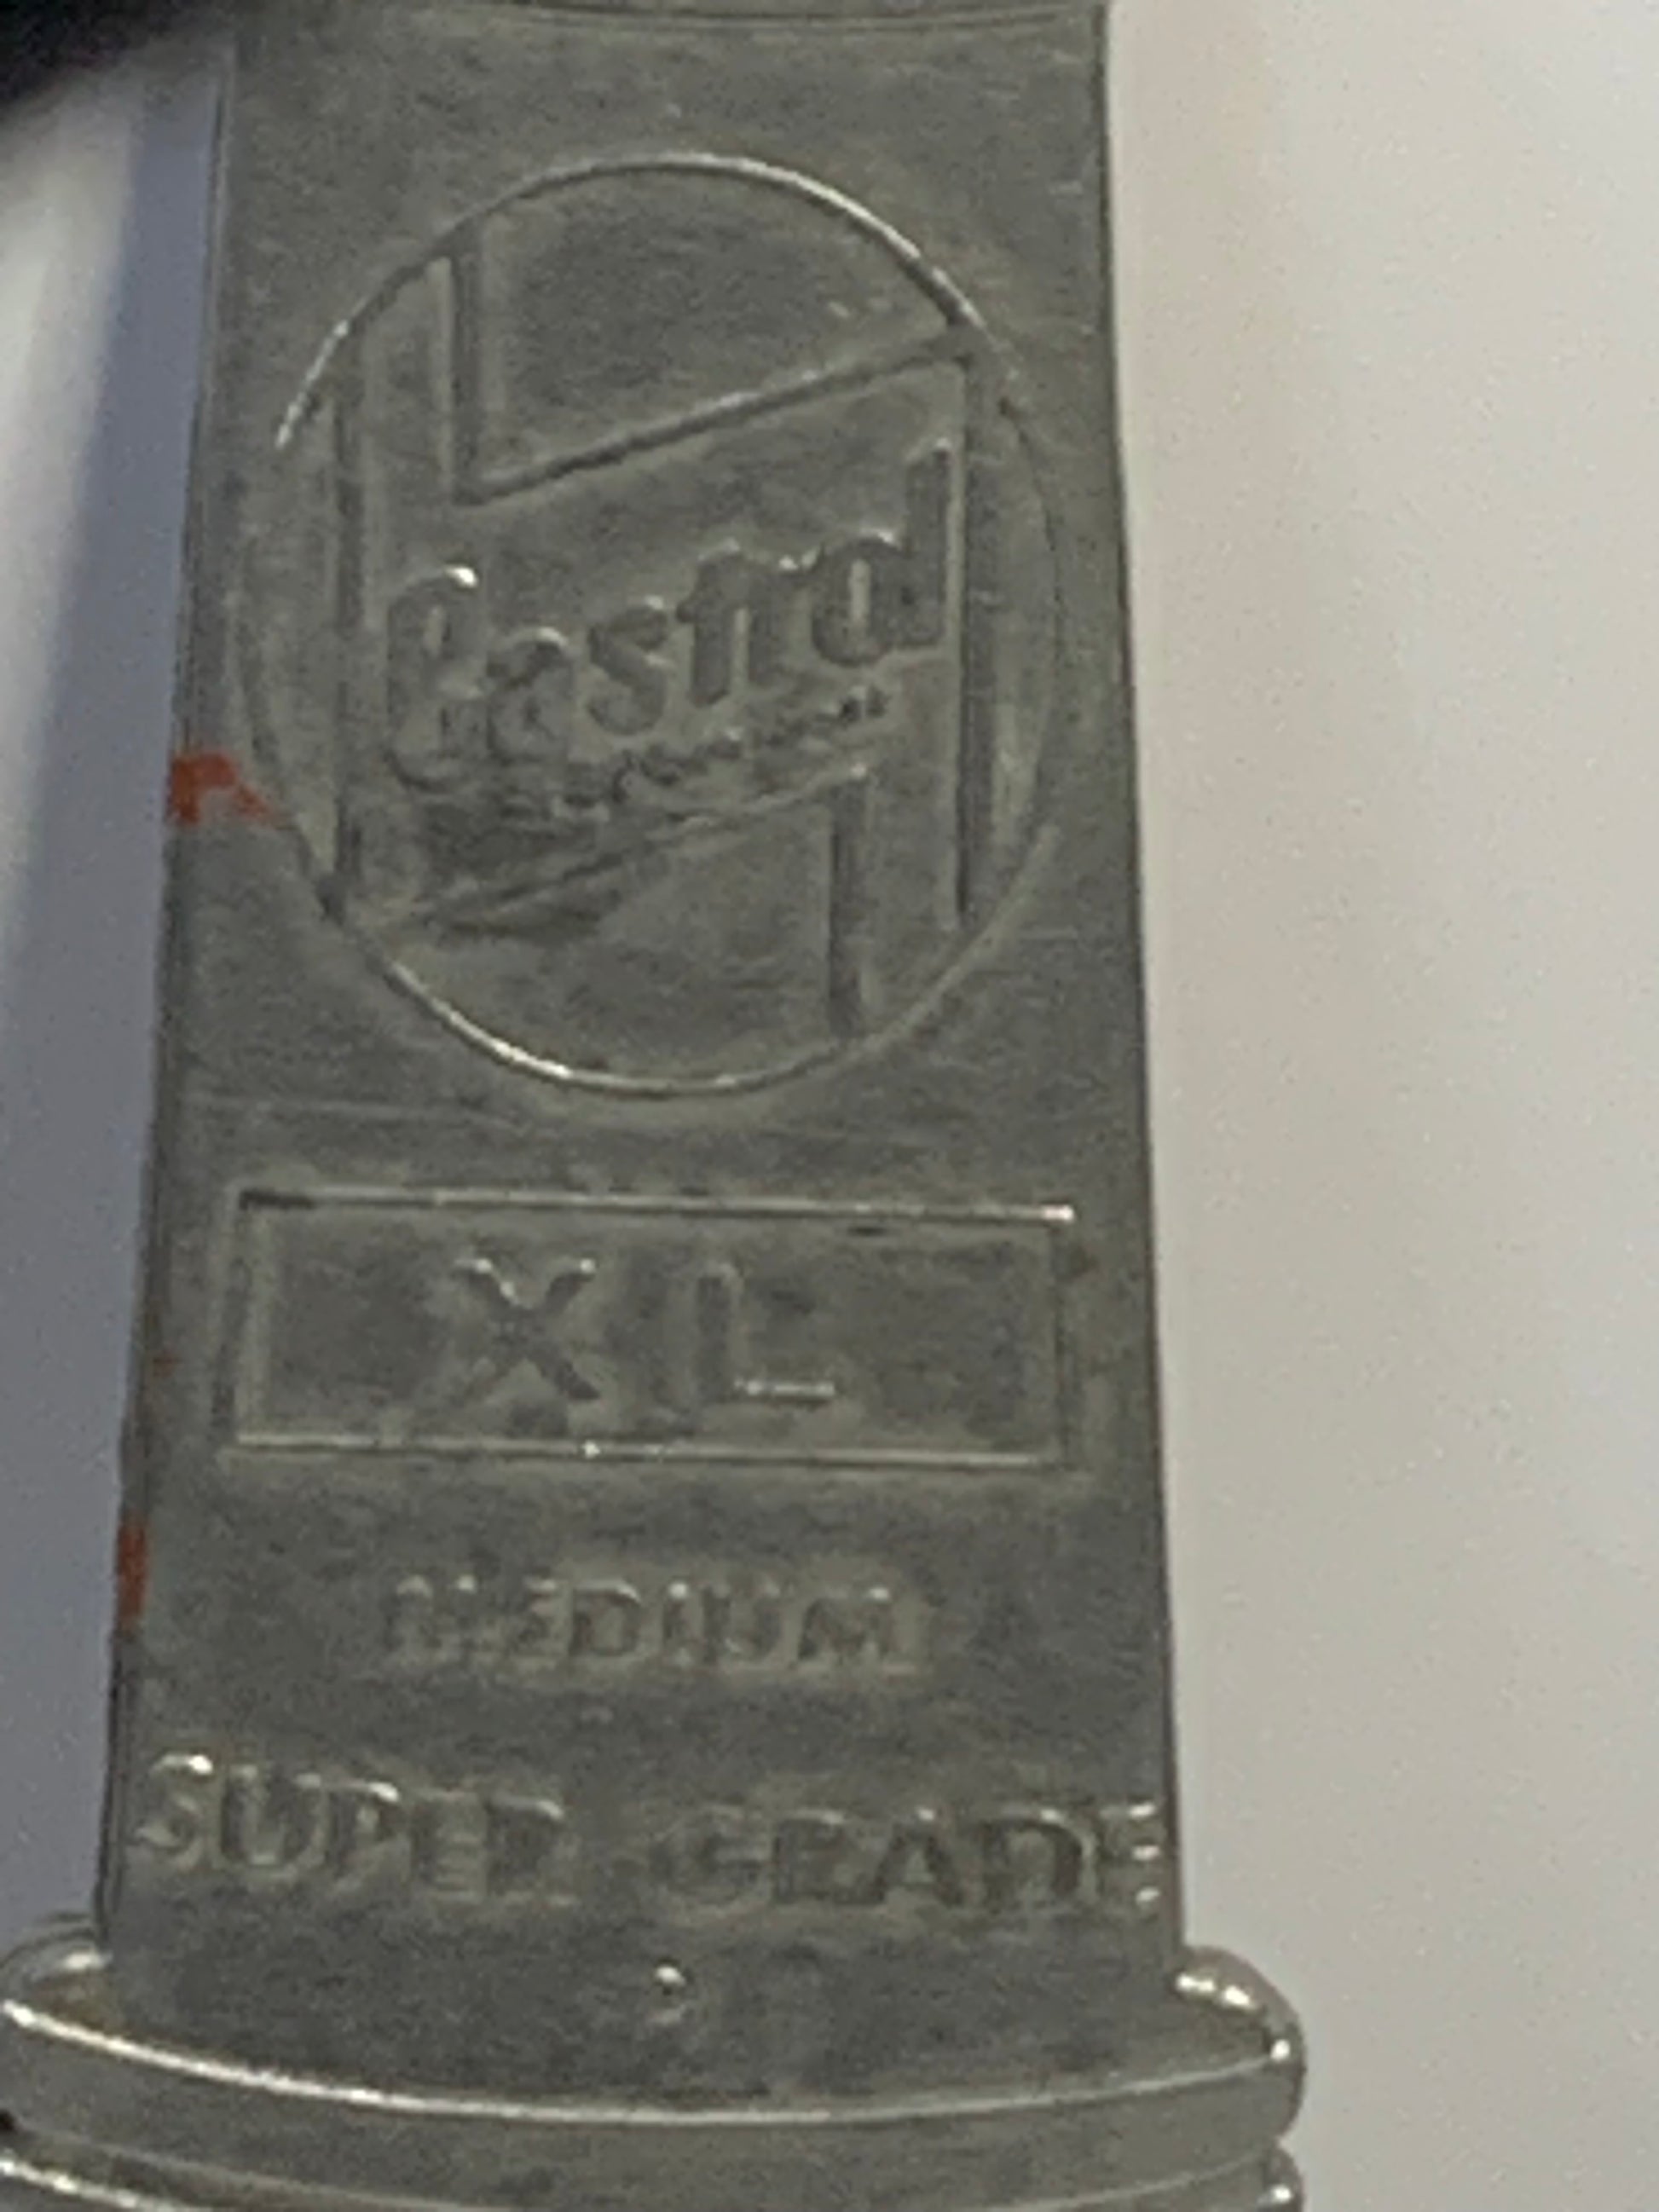 Castrol
XL
MEDIUM
SUPER GRADE